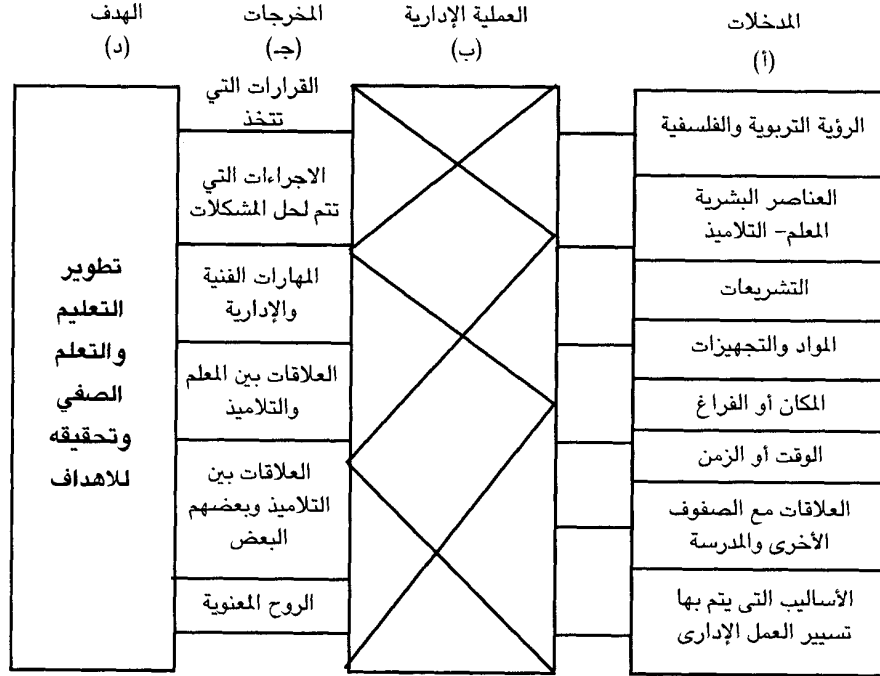 المدخلات
(أ)
الرؤية التربوية والفلسفية
العناصر البشرية
المعلم– التلاميذ
التشريعات
المواد والتجهيزات
المكان أو الفراغ
الوقت أو الزمن
العلاقات مع الصفوف
الأخرى والمدرسة
الأساليب التى يتم بها
تسيير العمل الإدارى
العملية الإدارية
(ب)
المخرجات
(جـ)
القرارات التي
تتخذ
الاجراءات التي
تتم لحل المشكلات
المهارات الفنية
والإدارية
العلاقات بين المعلم
والتلاميذ
العلاقات بين
التلاميذ وبعضهم
البعض
الروح المعنوية
الهدف
(د)
تطوير
التعليم
والتعلم
الصفي
وتحقيقه
للاهداف